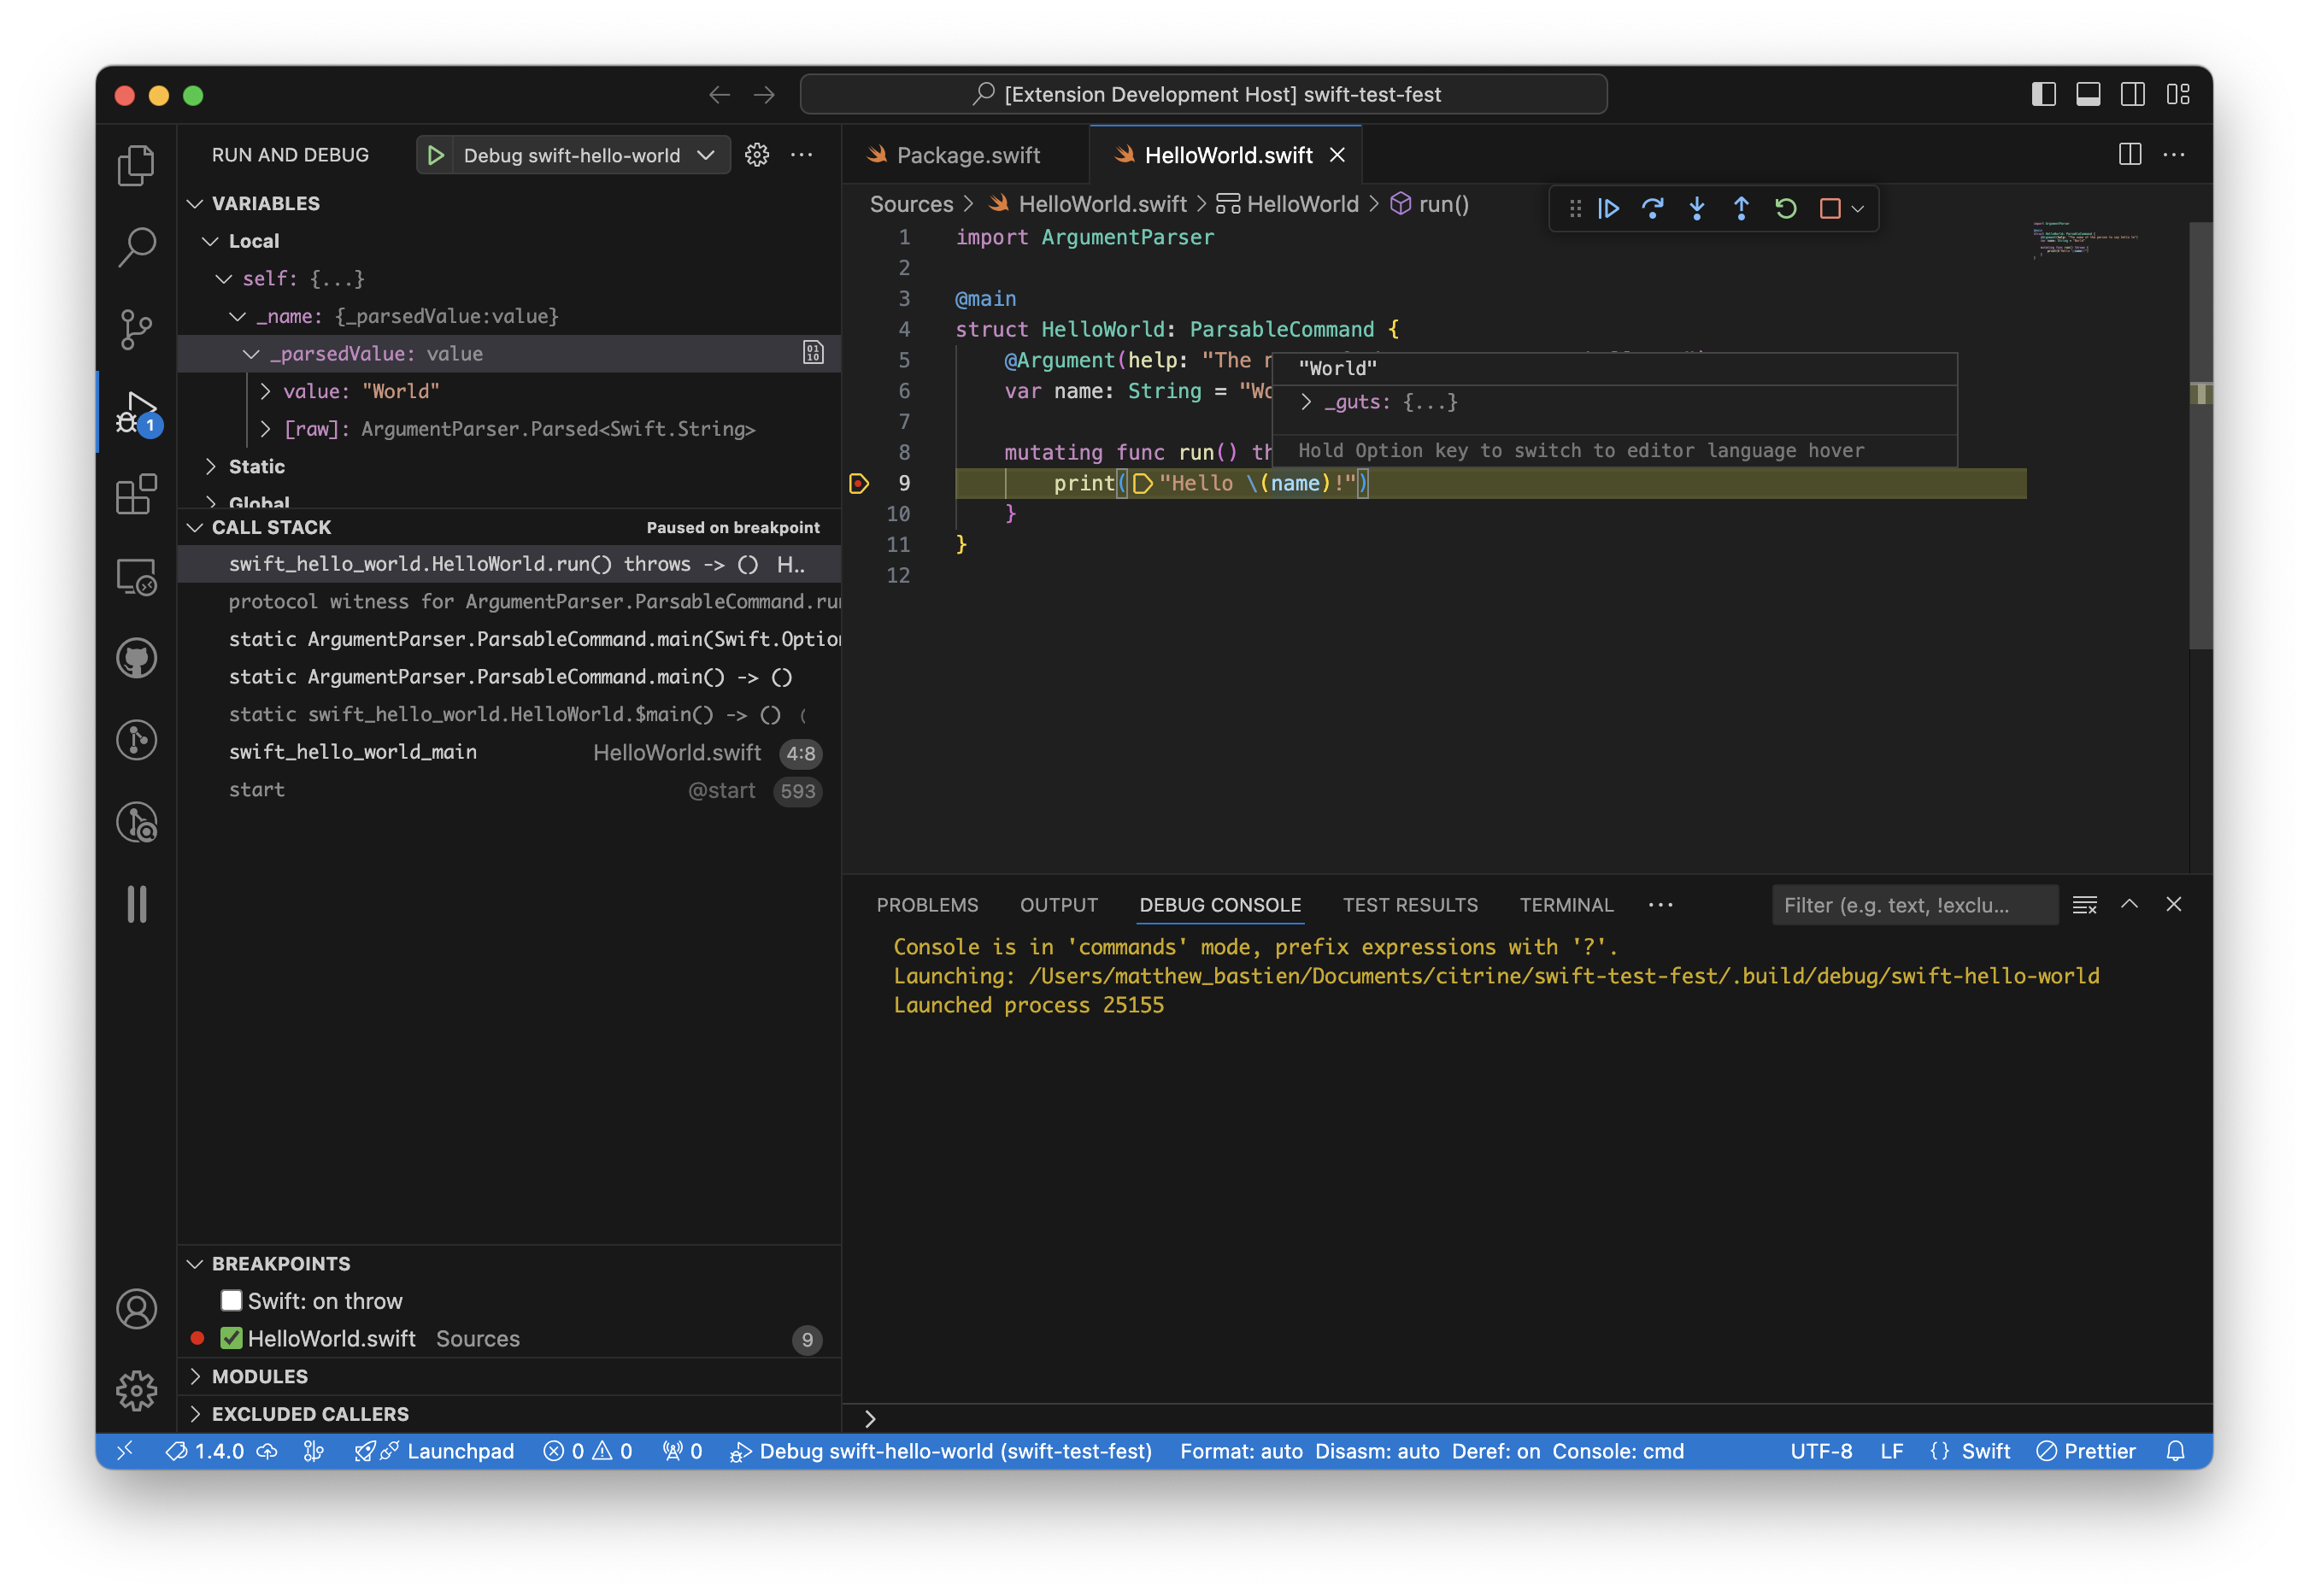 [Extension Development Host] swift-test-fest
RUN AND DEBUG
Debug swift-hello-world
VARIABLES
Local
self: {...}
_name: {_parsedValue:value}
_parsedValue: value
value: "World"
[raw]: ArgumentParser.Parsed<Swift.String>
Static
Global
CALL STACK Paused on breakpoint
swift_hello_world.HelloWorld.run() throws -> () H..
protocol witness for ArgumentParser.ParsableCommand.ru
static ArgumentParser.ParsableCommand.main(Swift.Optio
static ArgumentParser.ParsableCommand.main() -> ()
static swift_hello_world.HelloWorld.$main() -> () (
swift_hello_world_main HelloWorld.swift 4:8
start @start 593
BREAKPOINTS
Swift: on throw
HelloWorld.swift Sources 9
MODULES
EXCLUDED CALLERS
1
Package.swift
HelloWorld.swift
Sources > HelloWorld.swift > HelloWorld > run()
1 import ArgumentParser
2
3 @main
4 struct HelloWorld: ParsableCommand {
5 @Argument(help: "The
6 var name: String = "Wo
7
8 mutating func run() th
9 print("Hello \(name)!")
10 }
11 }
12
"World"
_guts: {...}
Hold Option key to switch to editor language hover
PROBLEMS OUTPUT DEBUG CONSOLE TEST RESULTS TERMINAL
Filter (e.g. text, !exclu...
Console is in 'commands' mode, prefix expressions with '?'.
Launching: /Users/matthew_bastien/Documents/citrine/swift-test-fest/.build/debug/swift-hello-world
Launched process 25155
1.4.0 Launchpad 0 0 0 Debug swift-hello-world (swift-test-fest) Format: auto Disasm: auto Deref: on Console: cmd UTF-8 LF {} Swift Prettier